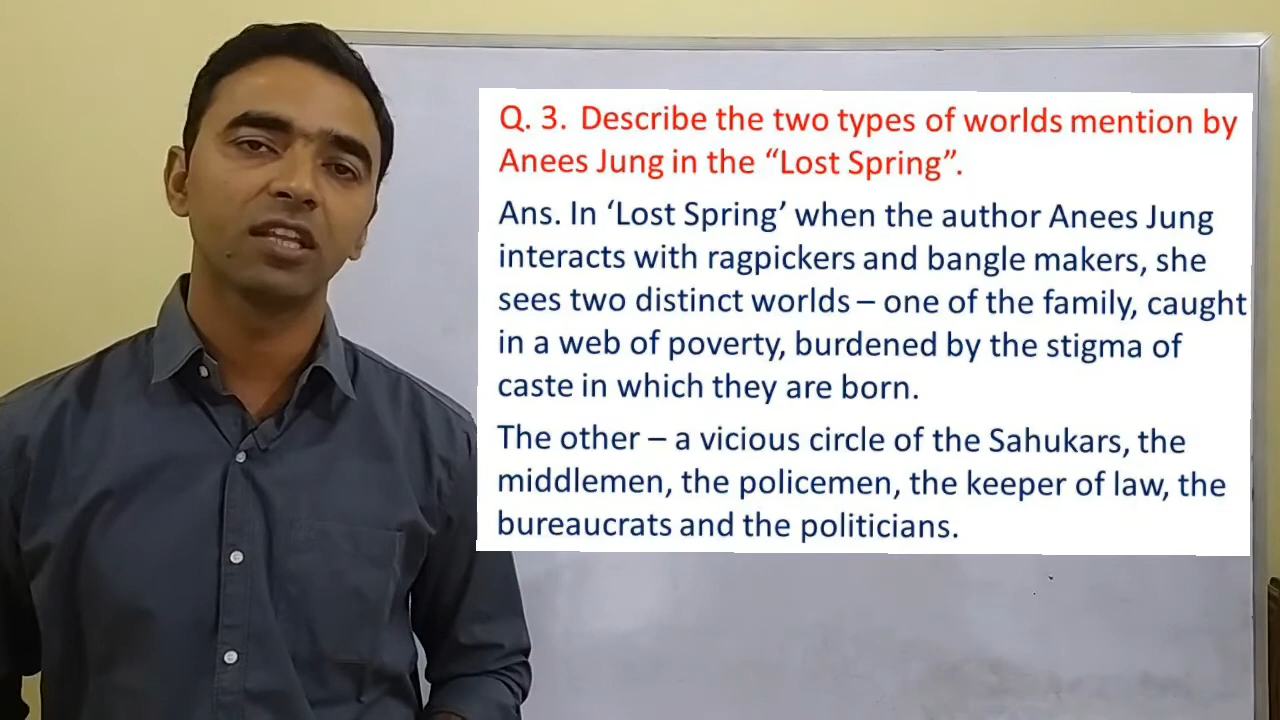 Q. 3. Describe the two types of worlds mention by
Anees Jung in the “Lost Spring”.
Ans. In ‘Lost Spring’ when the author Anees Jung
interacts with ragpickers and bangle makers, she
sees two distinct worlds – one of the family, caught
in a web of poverty, burdened by the stigma of
caste in which they are born.
The other – a vicious circle of the Sahukars, the
middlemen, the policemen, the keeper of law, the
bureaucrats and the politicians.